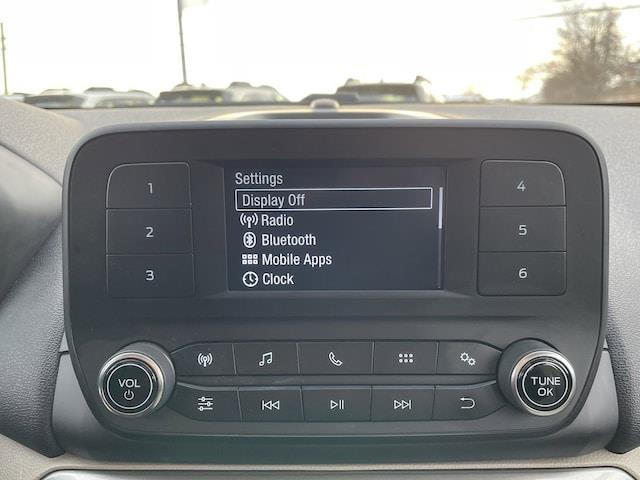 Settings
Display Off
Radio
Bluetooth
Mobile Apps
Clock
1
2
3
4
5
6
VOL
TUNE
OK